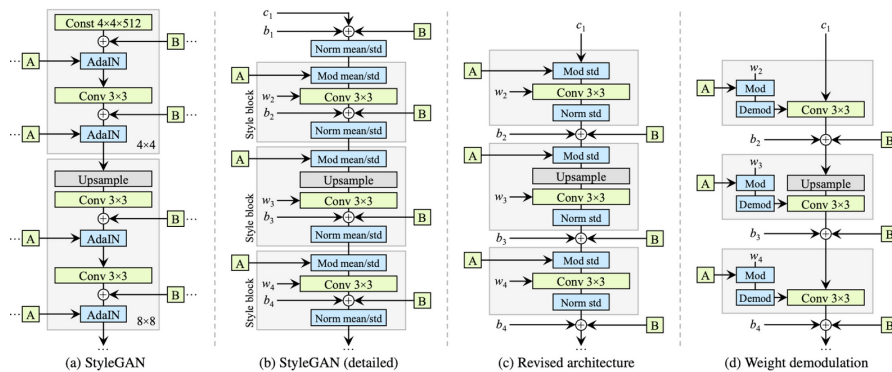 Const 4×4×512
B ...
... A
AdaIN
Conv 3×3
B ...
... A
AdaIN
4×4
Upsample
Conv 3×3
B ...
... A
AdaIN
Conv 3×3
B ...
... A
AdaIN
8×8
...
(a) StyleGAN
c1
b1
B
Norm mean/std
A
Mod mean/std
w2
Conv 3×3
b2
B
Norm mean/std
Style block
A
Mod mean/std
Upsample
w3
Conv 3×3
b3
B
Norm mean/std
Style block
A
Mod mean/std
w4
Conv 3×3
b4
B
Norm mean/std
Style block
...
(b) StyleGAN (detailed)
c1
A
Mod std
w2
Conv 3×3
Norm std
b2
B
A
Mod std
Upsample
w3
Conv 3×3
Norm std
b3
B
A
Mod std
w4
Conv 3×3
Norm std
b4
B
...
(c) Revised architecture
c1
w2
A
Mod
Demod
Conv 3×3
b2
B
w3
A
Mod
Upsample
Demod
Conv 3×3
b3
B
w4
A
Mod
Demod
Conv 3×3
b4
B
...
(d) Weight demodulation